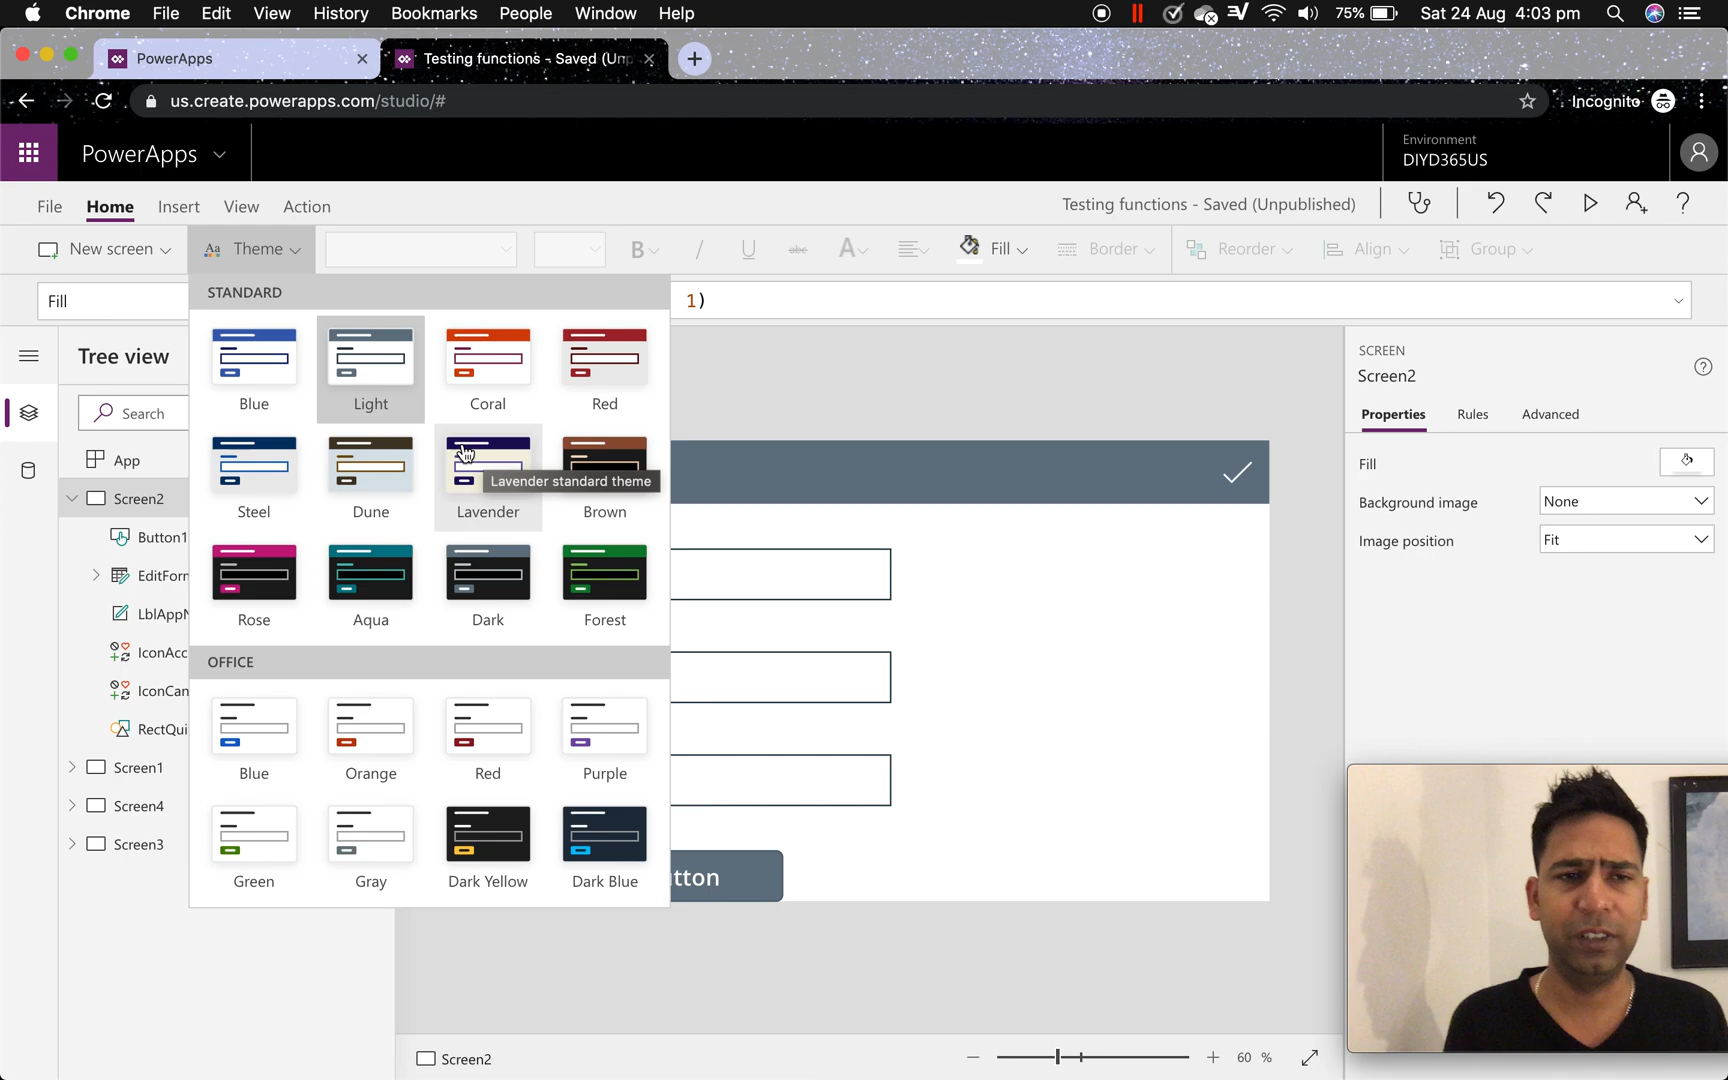 Chrome File Edit View History Bookmarks People Window Help 75% Sat 24 Aug 4:03 pm
PowerApps Testing functions - Saved (Un
us.create.powerapps.com/studio/# Incognito
PowerApps Environment
DIYD365US
File Home Insert View Action Testing functions - Saved (Unpublished)
New screen Theme B / U abc A Fill Border Reorder Align Group
Fill 1)
STANDARD
Blue Light Coral Red
Steel Dune Lavender Brown
Lavender standard theme
Rose Aqua Dark Forest
OFFICE
Blue Orange Red Purple
Green Gray Dark Yellow Dark Blue
Tree view
Search
App
Screen2
Button1
EditForm
LblAppN
IconAcc
IconCan
RectQui
Screen1
Screen4
Screen3
tton
SCREEN
Screen2
Properties Rules Advanced
Fill
Background image None
Image position Fit
Screen2 60 %